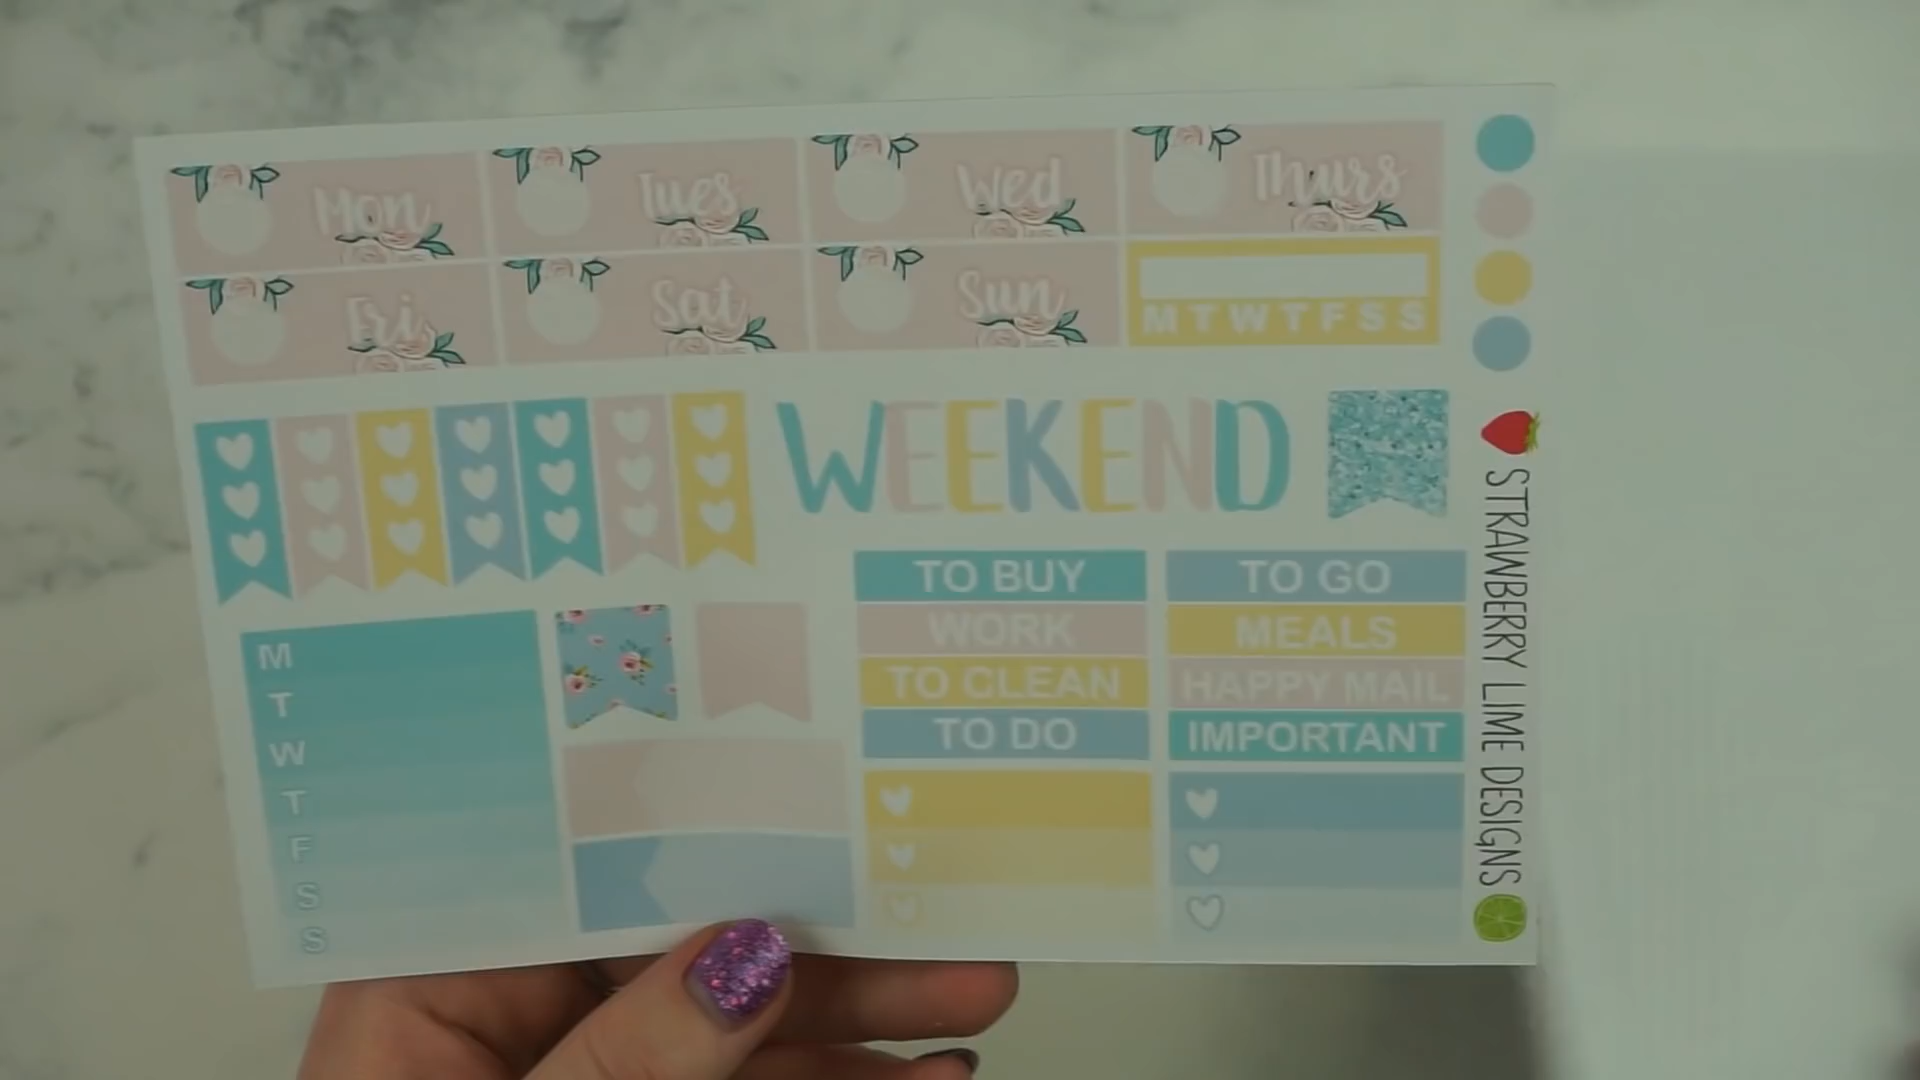 Mon
Tues
Wed
Thurs
Fri
Sat
Sun
M T W T F S S
WEEKEND
TO BUY
WORK
TO CLEAN
TO DO
TO GO
MEALS
HAPPY MAIL
IMPORTANT
M
T
W
T
F
S
S
STRAWBERRY LIME DESIGNS